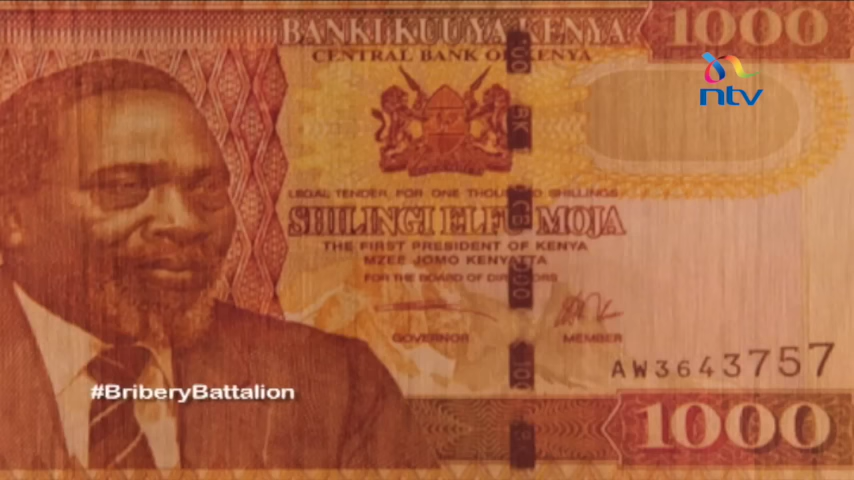 BANKI KUU YA KENYA
1000
CENTRAL BANK OF KENYA
ntv
LEGAL TENDER FOR ONE THOUSAND SHILLINGS
SHILINGI ELFU MOJA
THE FIRST PRESIDENT OF KENYA
MZEE JOMO KENYATTA
FOR THE BOARD OF DIRECTORS
GOVERNOR
MEMBER
AW3643757
#BriberyBattalion
1000